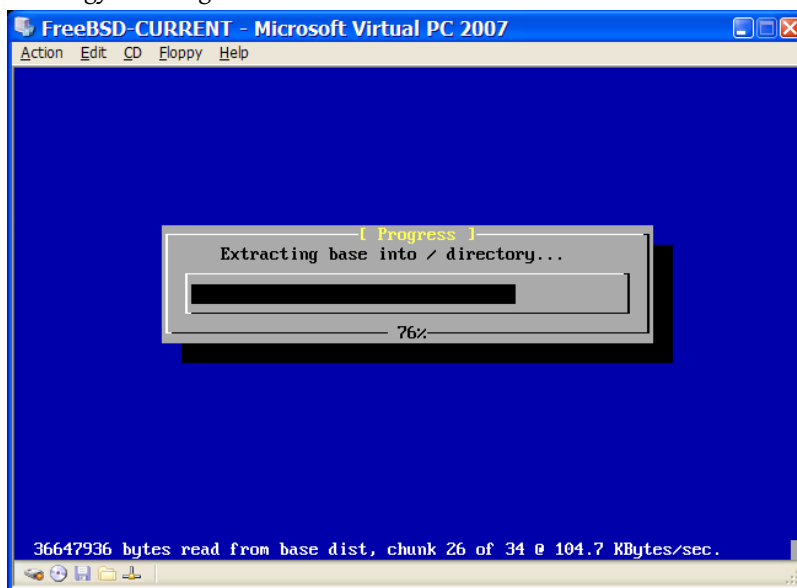 FreeBSD-CURRENT - Microsoft Virtual PC 2007
Action Edit CD Floppy Help
[ Progress ]
Extracting base into / directory...
76%
36647936 bytes read from base dist, chunk 26 of 34 @ 104.7 KBytes/sec.